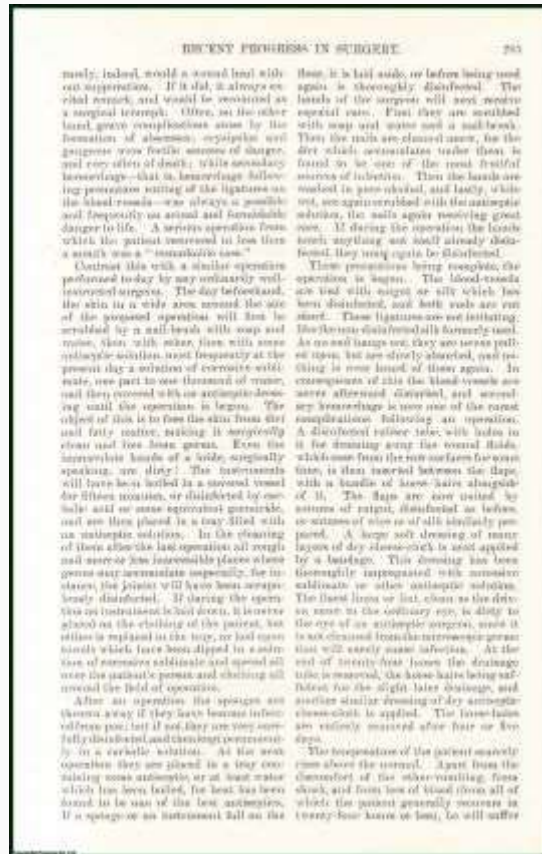 RECENT PROGRESS IN SURGERY. 285
rarely, indeed, would a wound heal with-
out suppuration. If it did, it always ex-
cited remark, and would be recounted as
a surgical triumph. Often, on the other
hand, grave complications arose by the
formation of abscesses; erysipelas and
gangrene were fertile sources of danger,
and very often of death; while secondary
hemorrhage—that is, hemorrhage follow-
ing premature cutting of the ligatures on
the blood-vessels—was always a possible
and frequently an actual and formidable
danger to life. A serious operation from
which the patient recovered in less than
a month was a "remarkable case."
Contrast this with a similar operation
performed to-day by any ordinarily well-
instructed surgeon. The day beforehand,
the skin in a wide area around the site
of the proposed operation will first be
scrubbed by a nail-brush with soap and
water, then with ether, then with some
antiseptic solution, most frequently at the
present day a solution of corrosive subli-
mate, one part to one thousand of water,
and then covered with an antiseptic dress-
ing until the operation is begun. The
object of this is to free the skin from dirt
and fatty matter, making it surgically
clean and free from germs. Even the
immaculate hands of a bride, surgically
speaking, are dirty! The instruments
will have been boiled in a covered vessel
for fifteen minutes, or disinfected by car-
bolic acid or some equivalent germicide,
and are then placed in a tray filled with
an antiseptic solution. In the cleaning
of them after the last operation all rough
and more or less inaccessible places where
germs may accumulate especially, for in-
stance, the joints will have been scrupu-
lously disinfected. If during the opera-
tion an instrument is laid down, it is never
placed on the clothing of the patient, but
either is replaced in the tray, or laid upon
towels which have been dipped in a solu-
tion of corrosive sublimate and spread all
over the patient's person and clothing all
around the field of operation.
After an operation the sponges are
thrown away if they have become infect-
ed from pus; but if not, they are very care-
fully disinfected, and then kept permanent-
ly in a carbolic solution. At the next
operation they are placed in a tray con-
taining some antiseptic, or at least water
which has been boiled, for heat has been
found to be one of the best antiseptics.
If a sponge or an instrument fall on the
floor, it is laid aside, or before being used
again is thoroughly disinfected. The
hands of the surgeon will next receive
especial care. First they are scrubbed
with soap and water and a nail-brush.
Then the nails are cleaned anew, for the
dirt which accumulates under them is
found to be one of the most fruitful
sources of infection. Then the hands are
washed in pure alcohol, and lastly, while
wet, are again scrubbed with the antiseptic
solution, the nails again receiving great
care. If during the operation the hands
touch anything not itself already disin-
fected, they must again be disinfected.
These precautions being complete, the
operation is begun. The blood-vessels
are tied with catgut or silk which has
been disinfected, and both ends are cut
short. These ligatures are not irritating,
like the non-disinfected silk formerly used.
As no end hangs out, they are never pull-
ed upon, but are slowly absorbed, and no-
thing is ever heard of them again. In
consequence of this the blood-vessels are
never afterward disturbed, and second-
ary hemorrhage is now one of the rarest
complications following an operation.
A disinfected rubber tube, with holes in
it for draining away the wound fluids,
which ooze from the raw surfaces for some
time, is then inserted between the flaps,
with a bundle of horse-hairs alongside
of it. The flaps are now united by
sutures of catgut, disinfected as before,
or sutures of wire or of silk similarly pre-
pared. A large soft dressing of many
layers of dry cheese-cloth is next applied
by a bandage. This dressing has been
thoroughly impregnated with corrosive
sublimate or other antiseptic solution.
The finest linen or lint, clean as the driv-
en snow to the ordinary eye, is dirty to
the eye of an antiseptic surgeon, since it
is not cleansed from the microscopic germs
that will surely cause infection. At the
end of twenty-four hours the drainage
tube is removed, the horse-hairs being suf-
ficient for the slight later drainage, and
another similar dressing of dry antiseptic
cheese-cloth is applied. The horse-hairs
are entirely removed after four or five
days.
The temperature of the patient scarcely
rises above the normal. Apart from the
discomfort of the ether-vomiting, from
shock, and from loss of blood (from all of
which the patient generally recovers in
twenty-four hours or less), he will suffer